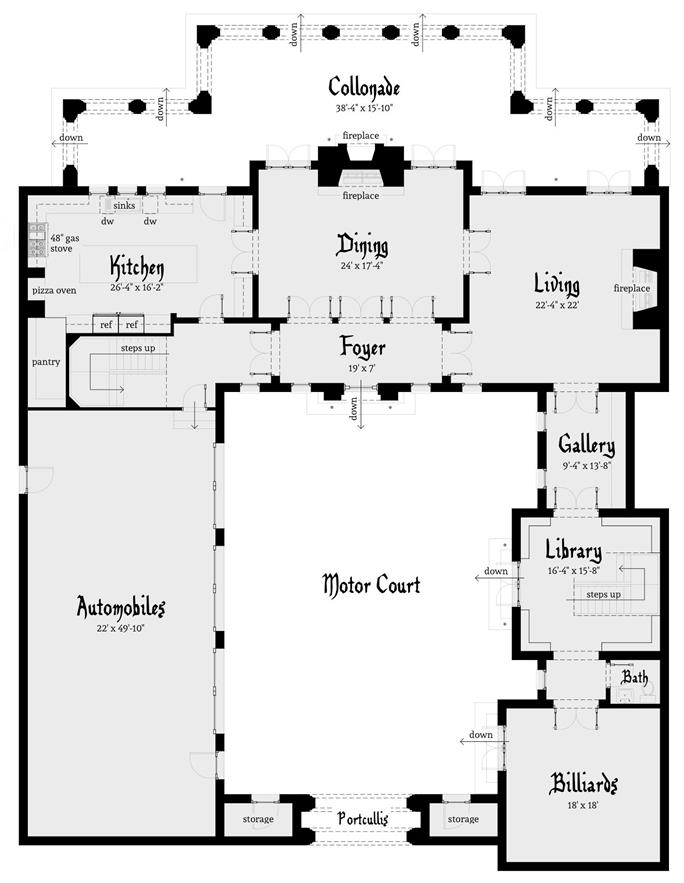 down
down
Collonade
38'-4" x 15'-10"
down
down
down
fireplace
down
fireplace
sinks
dw
dw
48" gas
stove
Kitchen
26'-4" x 16'-2"
Dining
24' x 17'-4"
Living
22'-4" x 22'
fireplace
pizza oven
ref
ref
pantry
steps up
Foyer
19' x 7'
down
Gallery
9'-4" x 13'-8"
Library
16'-4" x 15'-8"
down
steps up
Motor Court
Automobiles
22' x 49'-10"
Bath
down
Billiards
18' x 18'
storage
Portcullis
storage